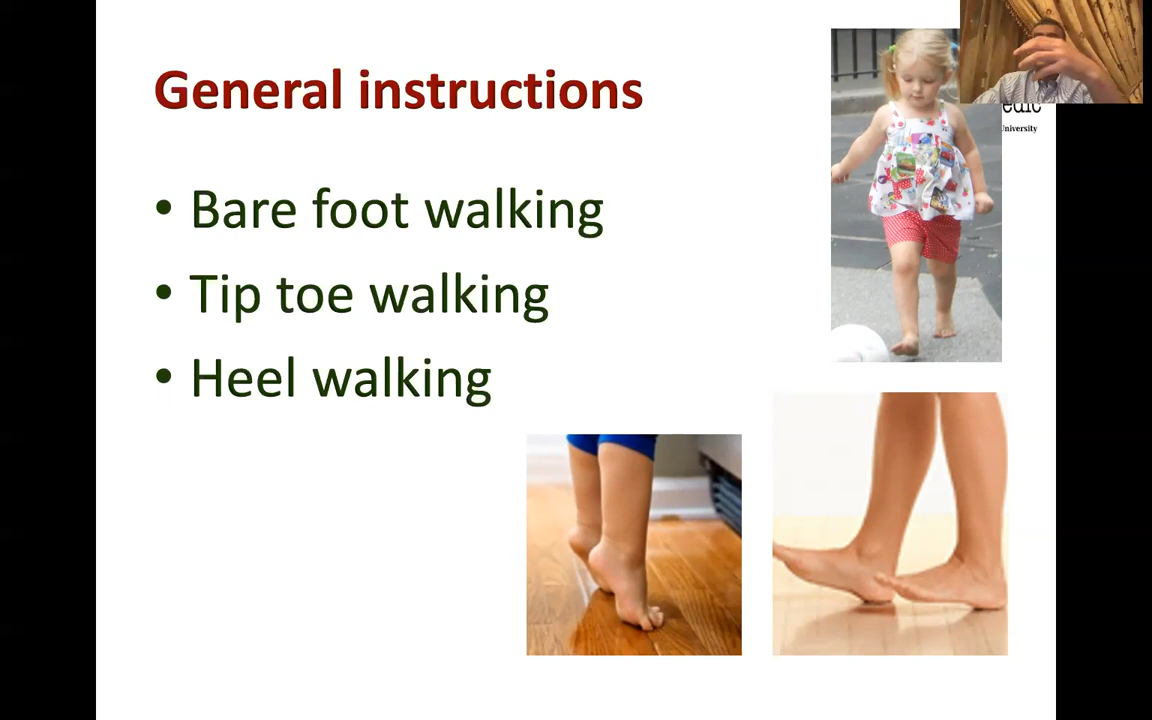 General instructions
• Bare foot walking
• Tip toe walking
• Heel walking
University